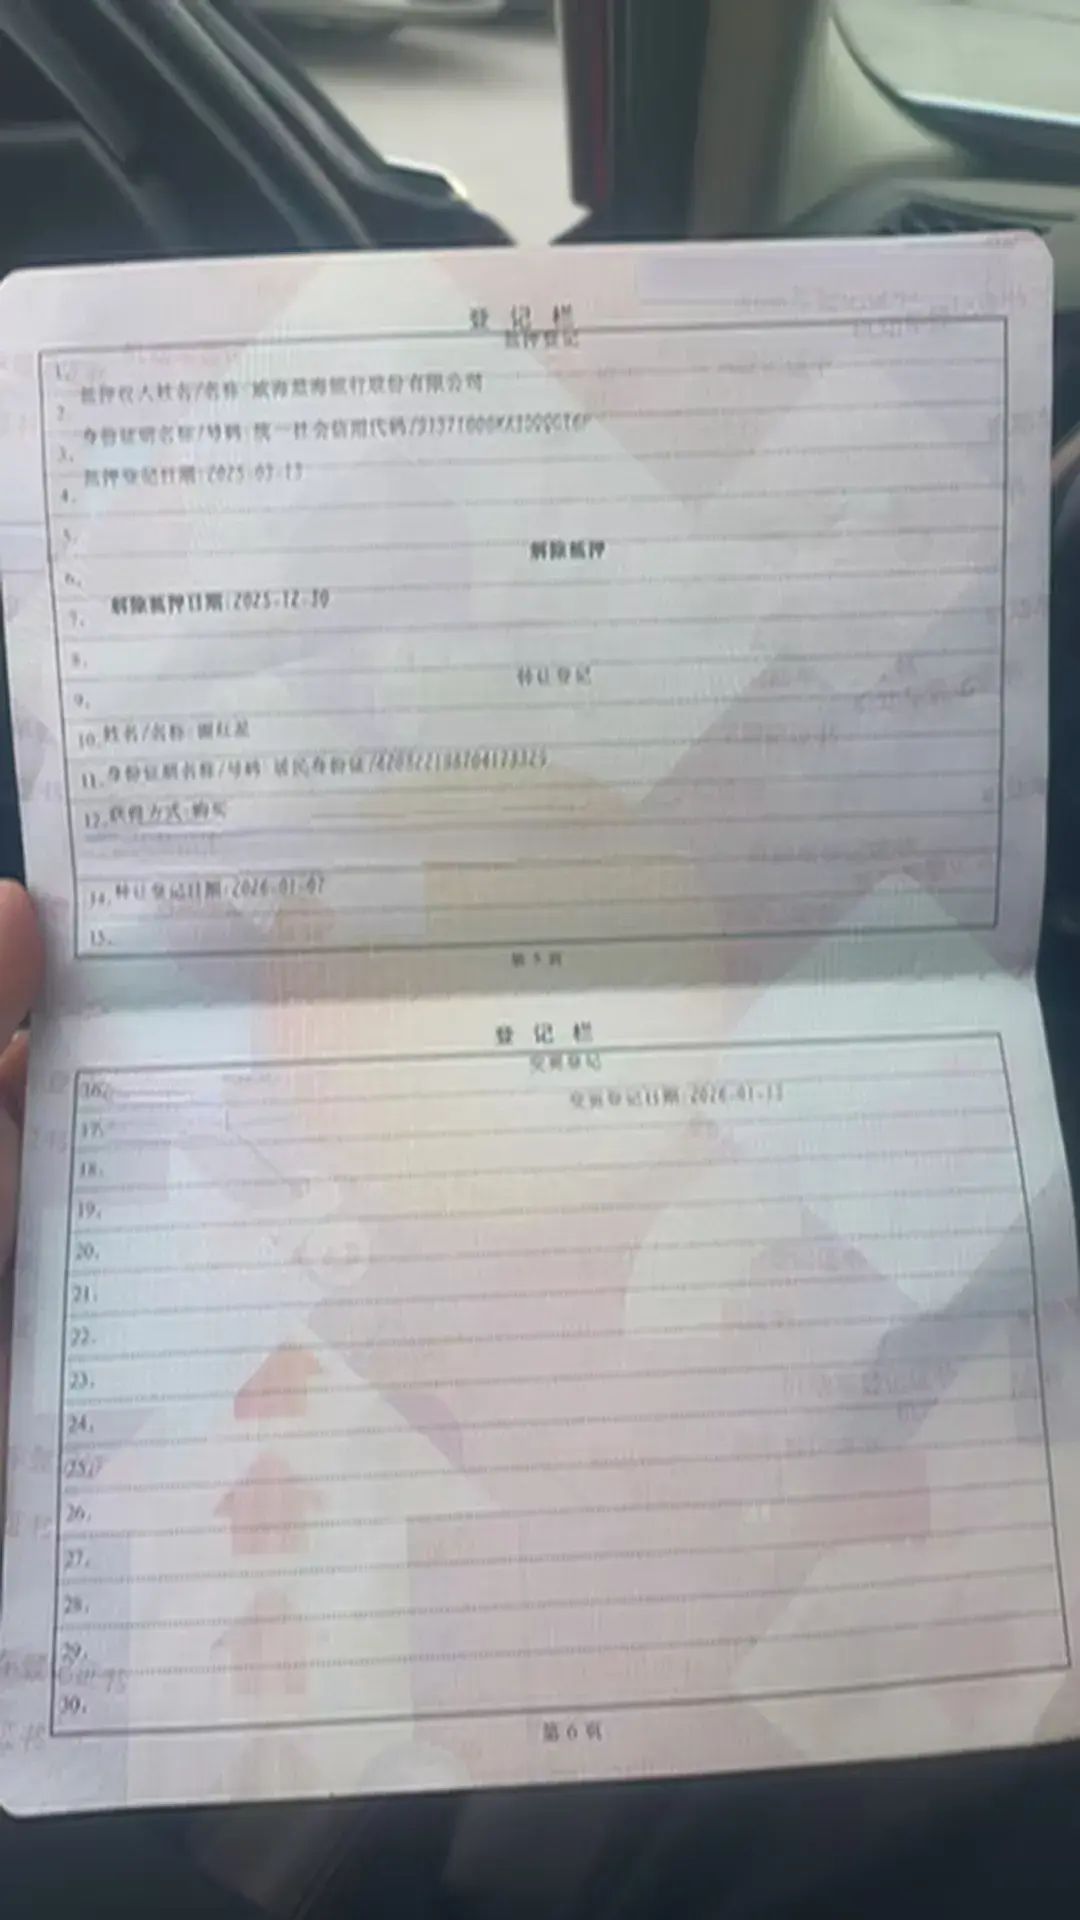 登 记 栏
抵押登记
1.
抵押权人姓名/名称:威海蓝海银行股份有限公司
2.
身份证明名称/号码:统一社会信用代码/
3.
抵押登记日期:2025-03-13
4.
5.
解除抵押
6.
解除抵押日期:2025-12-30
7.
8.
转让登记
9.
10.姓名/名称:
11.身份证明名称/号码:居民身份证/
12.获得方式:购买
14.转让登记日期:2026-01-07
15.
第 5 页
登 记 栏
变更登记
16.
变更登记日期:2026-01-13
17.
18.
19.
20.
21.
22.
23.
24.
25.
26.
27.
28.
29.
30.
第 6 页